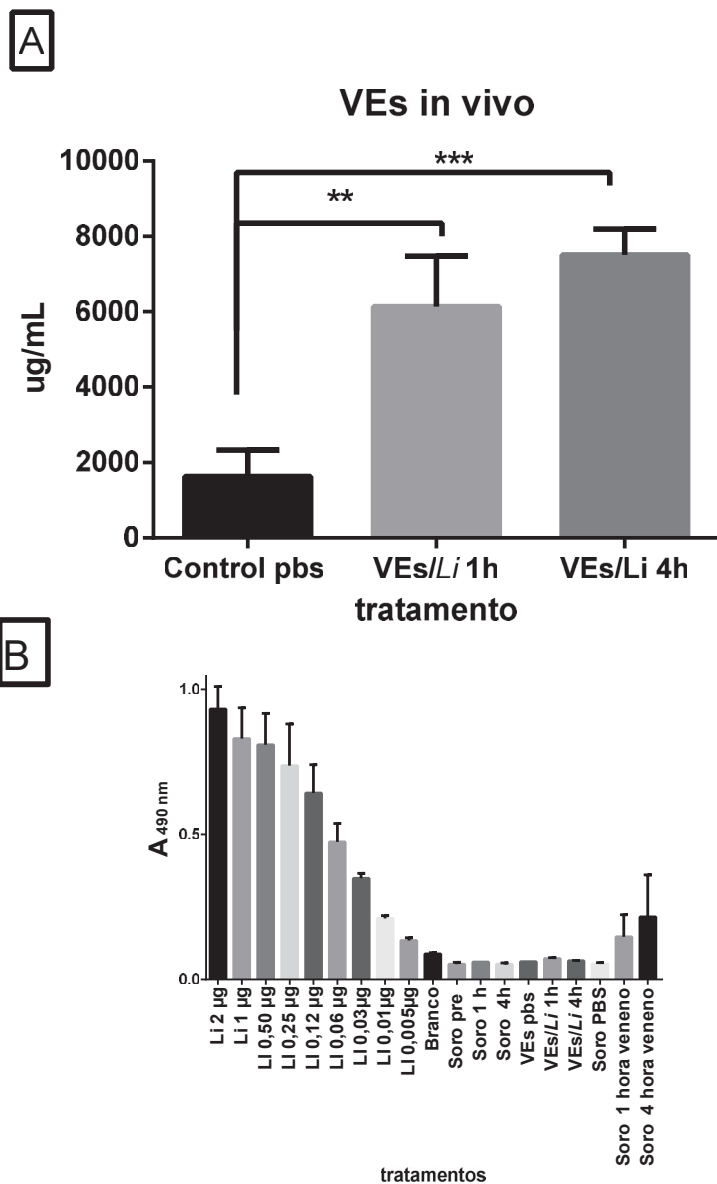 A
VEs in vivo
10000
8000
6000
4000
2000
0
ug/mL
***
**
Control pbs
VEs/Li 1h
VEs/Li 4h
tratamento
B
1.0
0.5
0.0
A 490 nm
Li 2 µg
Li 1 µg
LI 0,50 µg
LI 0,25 µg
LI 0,12 µg
LI 0,06 µg
LI 0,03µg
LI 0,01µg
LI 0,005µg
Branco
Soro pre
Soro 1 h
Soro 4h
VEs pbs
VEs/Li 1h
VEs/Li 4h
Soro PBS
Soro 1 hora veneno
Soro 4 hora veneno
tratamentos